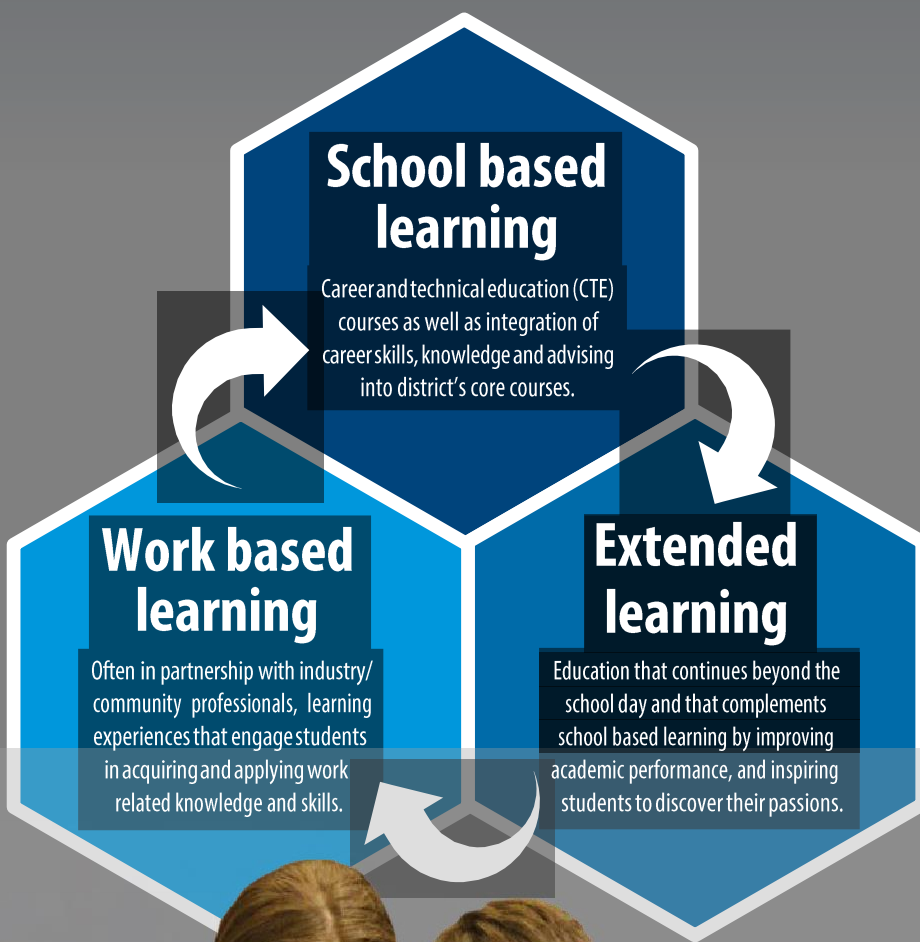 School based
learning
Career and technical education (CTE)
courses as well as integration of
career skills, knowledge and advising
into district's core courses.
Work based
learning
Often in partnership with industry/
community professionals, learning
experiences that engage students
in acquiring and applying work
related knowledge and skills.
Extended
learning
Education that continues beyond the
school day and that complements
school based learning by improving
academic performance, and inspiring
students to discover their passions.